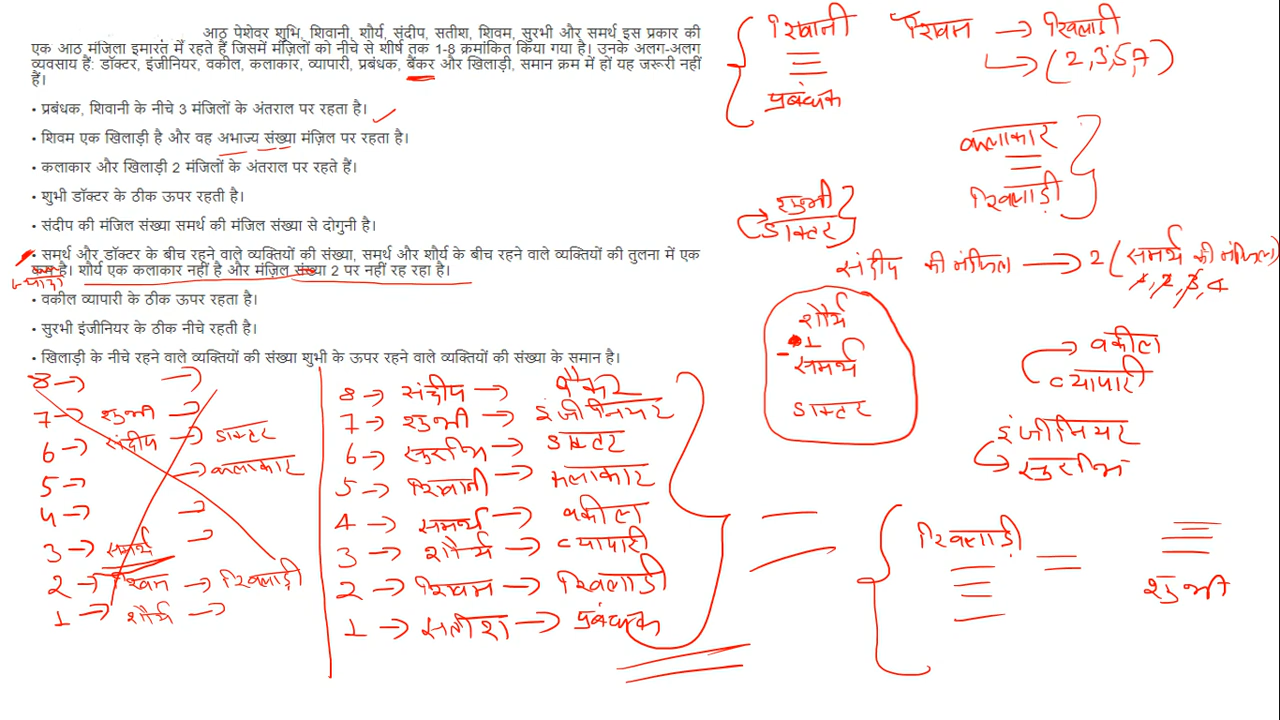 आठ पेशेवर शुभि, शिवानी, शौर्य, संदीप, सतीश, शिवम, सुरभी और समर्थ इस प्रकार की
एक आठ मंजिला इमारत में रहते हैं जिसमें मंज़िलों को नीचे से शीर्ष तक 1-8 क्रमांकित किया गया है। उनके अलग-अलग
व्यवसाय हैं: डॉक्टर, इंजीनियर, वकील, कलाकार, व्यापारी, प्रबंधक, बैंकर और खिलाड़ी, समान क्रम में हों यह जरूरी नहीं
हैं।
• प्रबंधक, शिवानी के नीचे 3 मंजिलों के अंतराल पर रहता है।
• शिवम एक खिलाड़ी है और वह अभाज्य संख्या मंज़िल पर रहता है।
• कलाकार और खिलाड़ी 2 मंजिलों के अंतराल पर रहते हैं।
• शुभी डॉक्टर के ठीक ऊपर रहती है।
• संदीप की मंजिल संख्या समर्थ की मंजिल संख्या से दोगुनी है।
• समर्थ और डॉक्टर के बीच रहने वाले व्यक्तियों की संख्या, समर्थ और शौर्य के बीच रहने वाले व्यक्तियों की तुलना में एक
कम है। शौर्य एक कलाकार नहीं है और मंज़िल संख्या 2 पर नहीं रह रहा है।
ज्यादा
• वकील व्यापारी के ठीक ऊपर रहता है।
• सुरभी इंजीनियर के ठीक नीचे रहती है।
• खिलाड़ी के नीचे रहने वाले व्यक्तियों की संख्या शुभी के ऊपर रहने वाले व्यक्तियों की संख्या के समान है।
शिवानी
प्रबंधक
शिवम → खिलाड़ी
(2,3,5,7)
कलाकार
खिलाड़ी
शुभी
डाक्टर
संदीप की मंजिल → 2 (समर्थ की मंजिल)
1, 2, 3, 4
शौर्य
1
समर्थ
डाक्टर
वकील
व्यापारी
इंजीनियर
सुरभि
8 →
7 → शुभी →
6 → संदीप → डाक्टर
5 → → कलाकार
4 → →
3 → समर्थ →
2 → शिवम → खिलाड़ी
1 → शौर्य →
8 → संदीप → बैंकर
7 → शुभी → इंजीनियर
6 → सुरभि → डाक्टर
5 → शिवानी → कलाकार
4 → समर्थ → वकील
3 → शौर्य → व्यापारी
2 → शिवम → खिलाड़ी
1 → सतीश → प्रबंधक
खिलाड़ी =
शुभी